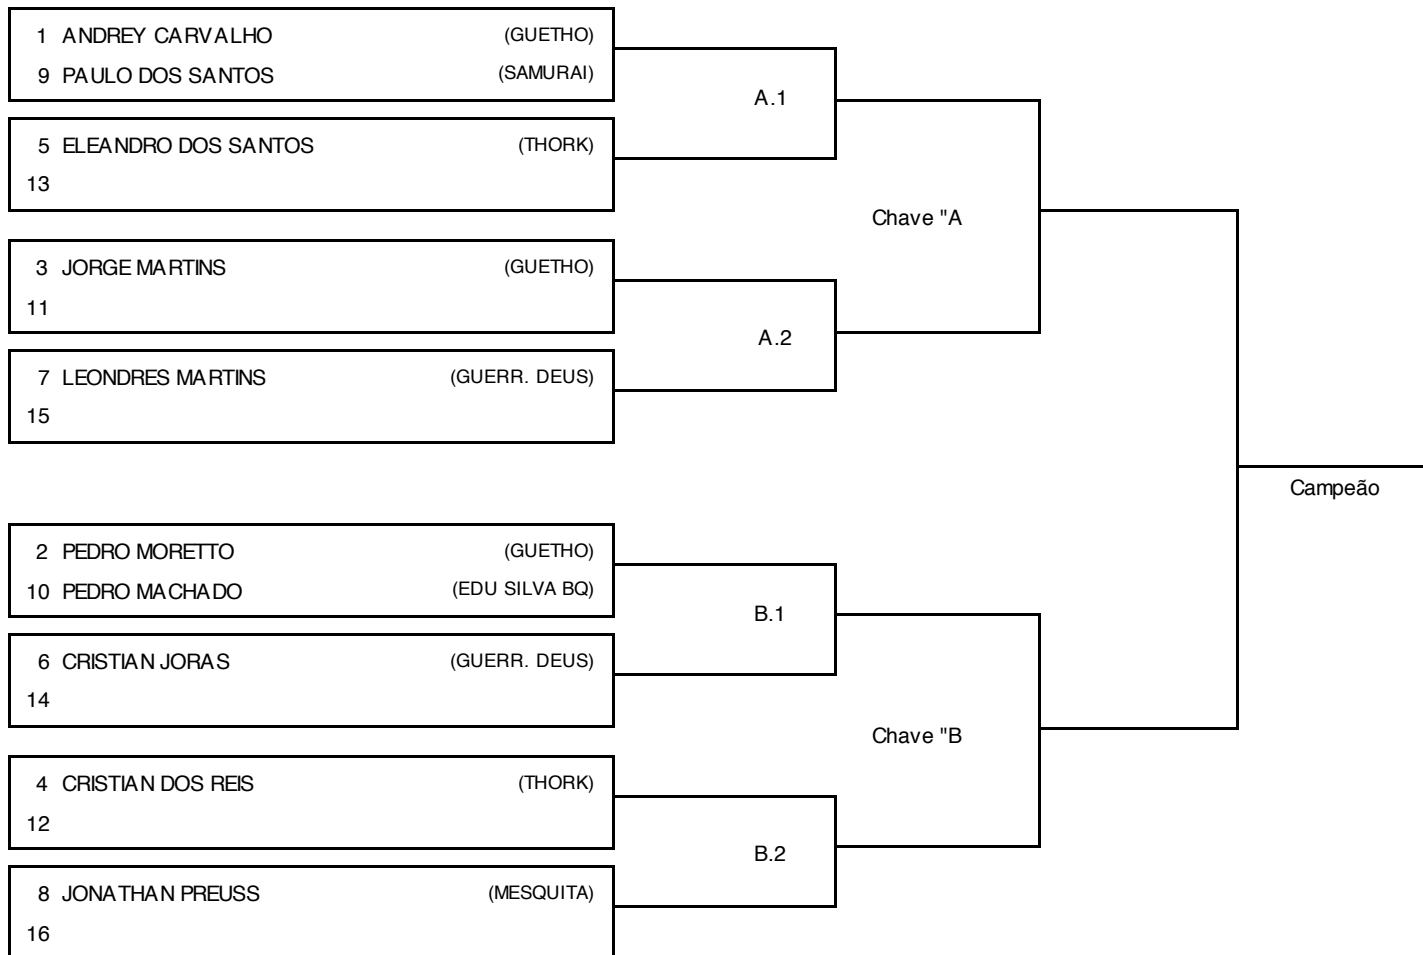 1 ANDREY CARVALHO (GUETHO)
9 PAULO DOS SANTOS (SAMURAI)
A.1
5 ELEANDRO DOS SANTOS (THORK)
13
Chave "A
3 JORGE MARTINS (GUETHO)
11
A.2
7 LEONDRES MARTINS (GUERR. DEUS)
15
Campeão
2 PEDRO MORETTO (GUETHO)
10 PEDRO MACHADO (EDU SILVA BQ)
B.1
6 CRISTIAN JORAS (GUERR. DEUS)
14
Chave "B
4 CRISTIAN DOS REIS (THORK)
12
B.2
8 JONATHAN PREUSS (MESQUITA)
16